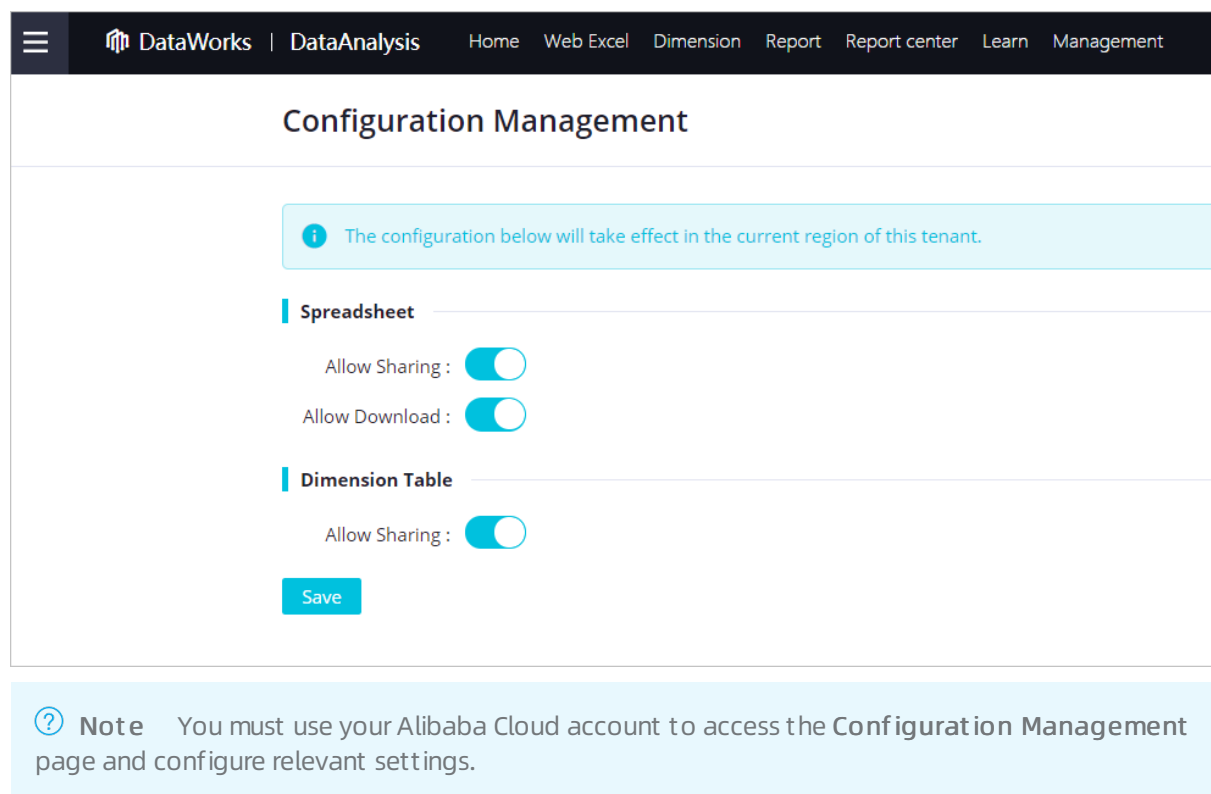 DataWorks | DataAnalysis Home Web Excel Dimension Report Report center Learn Management
Configuration Management
The configuration below will take effect in the current region of this tenant.
Spreadsheet
Allow Sharing :
Allow Download :
Dimension Table
Allow Sharing :
Save
Note You must use your Alibaba Cloud account to access the Configuration Management
page and configure relevant settings.